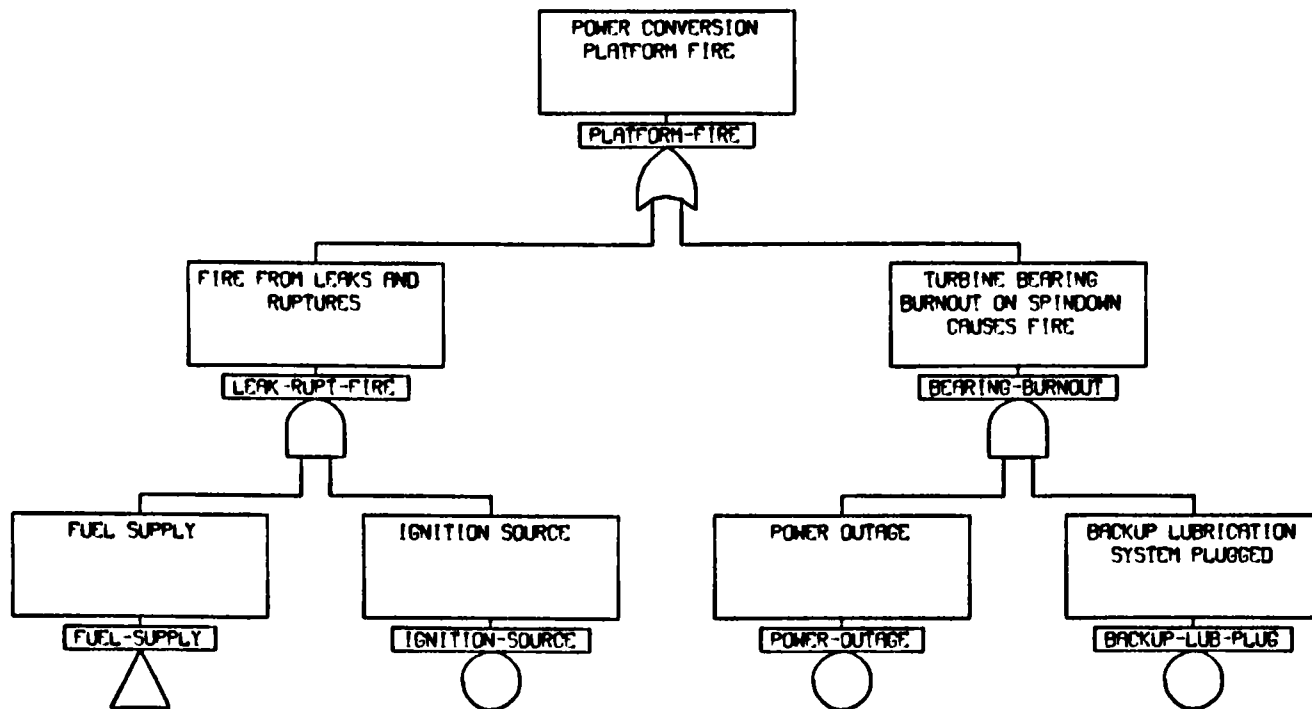 POWER CONVERSION
PLATFORM FIRE
PLATFORM-FIRE
FIRE FROM LEAKS AND
RUPTURES
LEAK-RUPT-FIRE
TURBINE BEARING
BURNOUT ON SPINDOWN
CAUSES FIRE
BEARING-BURNOUT
FUEL SUPPLY
FUEL-SUPPLY
IGNITION SOURCE
IGNITION-SOURCE
POWER OUTAGE
POWER-OUTAGE
BACKUP LUBRICATION
SYSTEM PLUGGED
BACKUP-LUB-PLUG